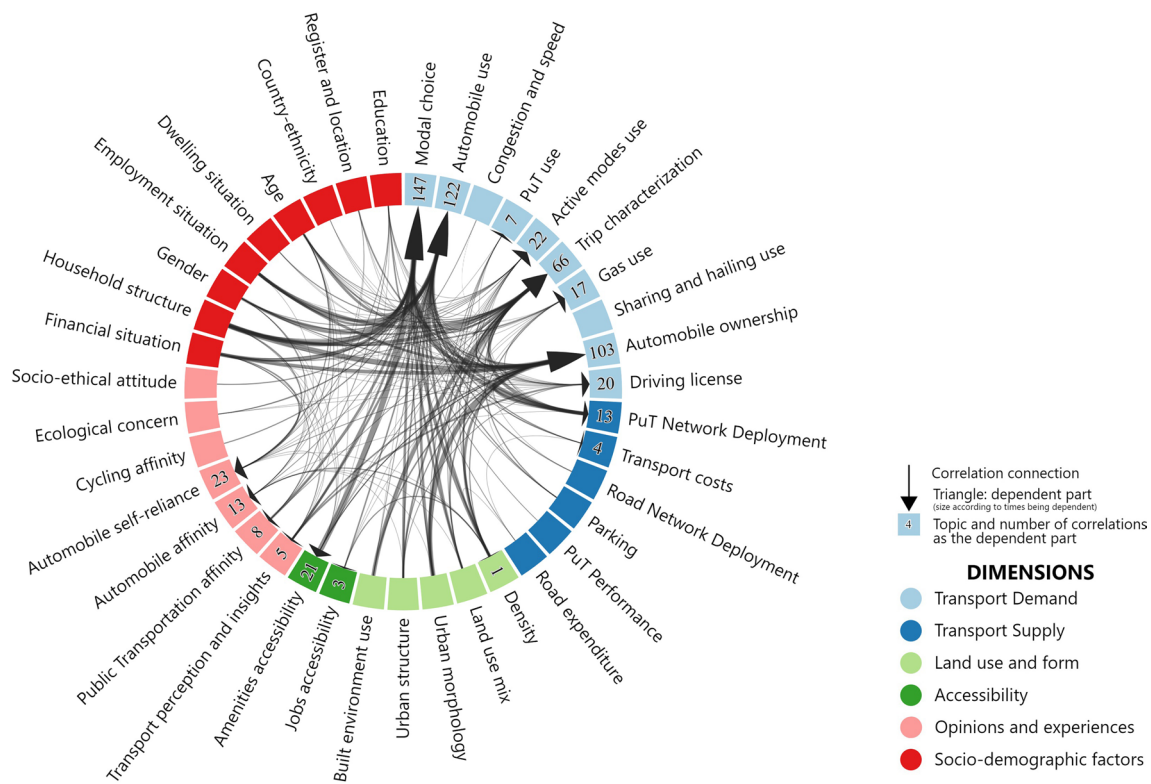 Register and location
Country-ethnicity
Education
Modal choice
Automobile use
Congestion and speed
PuT use
Active modes use
Trip characterization
Gas use
Sharing and hailing use
Automobile ownership
Driving license
PuT Network Deployment
Transport costs
Road Network Deployment
Parking
PuT Performance
Road expenditure
Density
Land use mix
Urban morphology
Urban structure
Built environment use
Jobs accessibility
Amenities accessibility
Transport perception and insights
Public Transportation affinity
Automobile affinity
Automobile self-reliance
Cycling affinity
Ecological concern
Socio-ethical attitude
Financial situation
Household structure
Gender
Employment situation
Dwelling situation
Age
147
122
7
22
66
17
103
20
13
4
1
3
21
5
8
13
23
Correlation connection
Triangle: dependent part
(size according to times being dependent)
4
Topic and number of correlations
as the dependent part
DIMENSIONS
Transport Demand
Transport Supply
Land use and form
Accessibility
Opinions and experiences
Socio-demographic factors